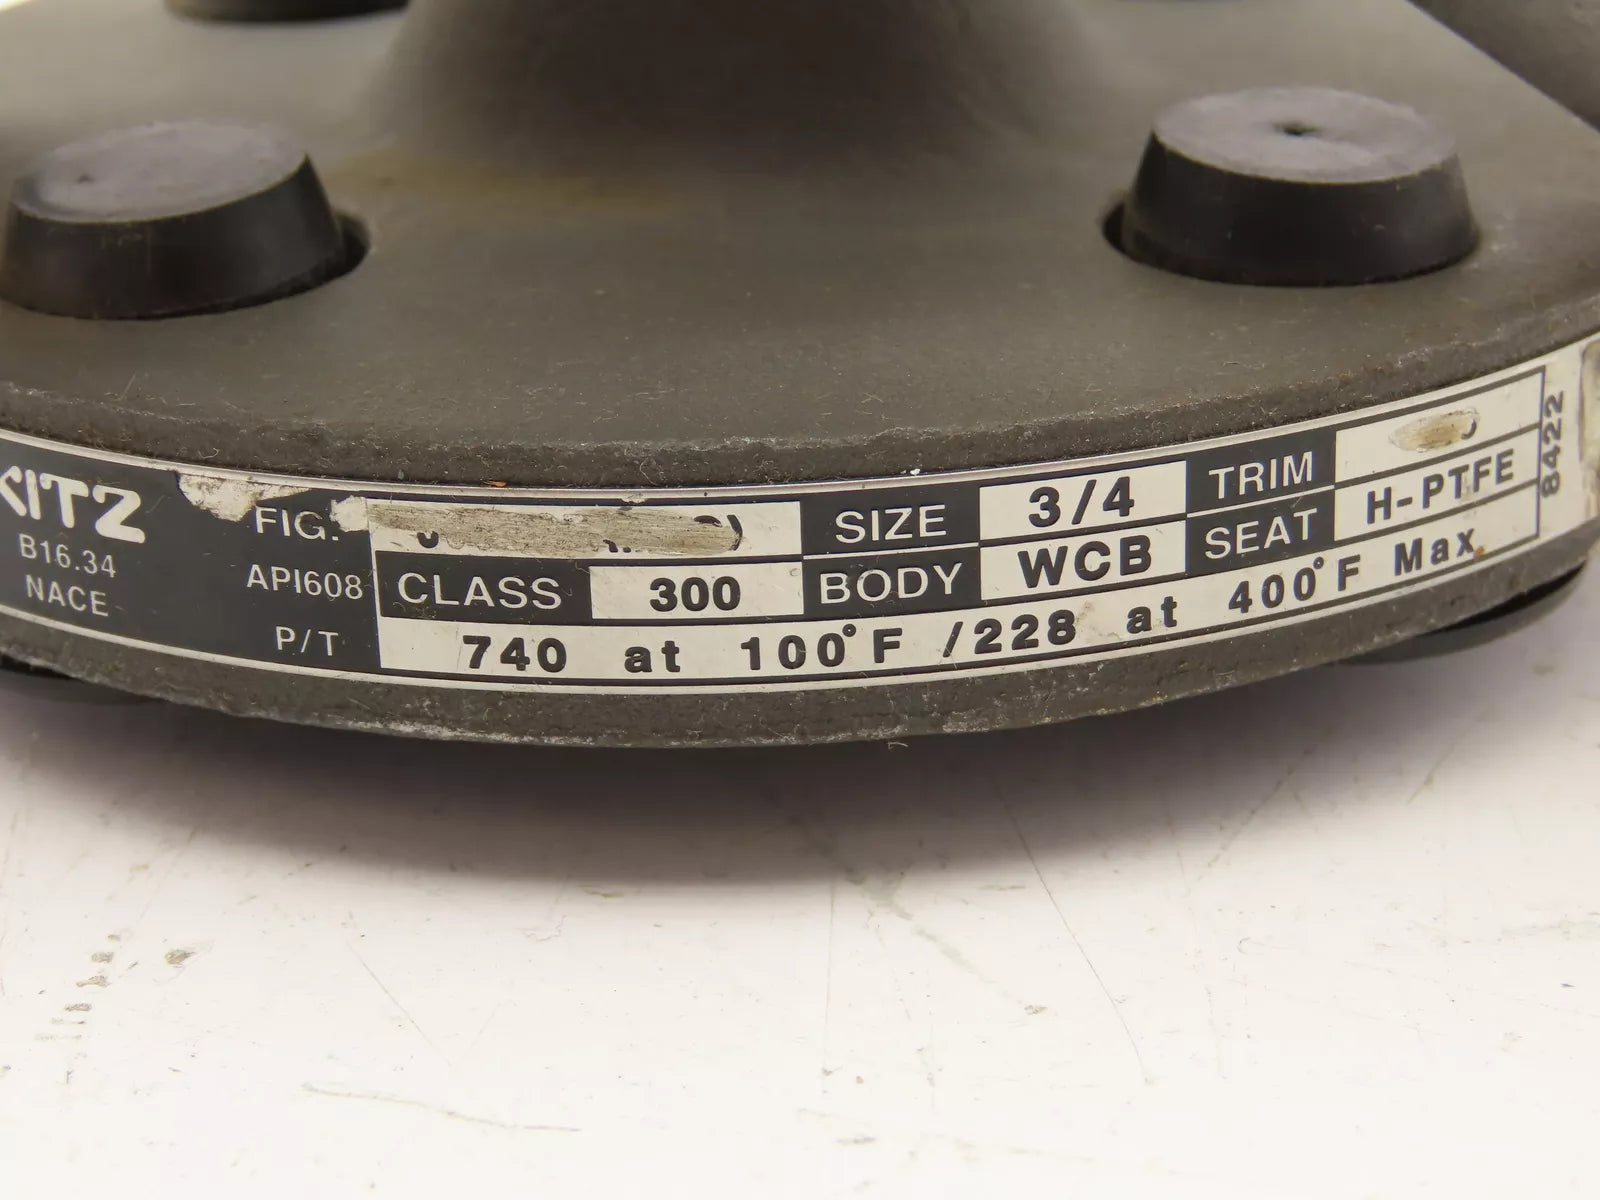 KITZ
B16.34
NACE
FIG.
API608
P/T
CLASS 300
SIZE 3/4
BODY WCB
TRIM
SEAT H-PTFE
740 at 100°F /228 at 400°F Max.
8422